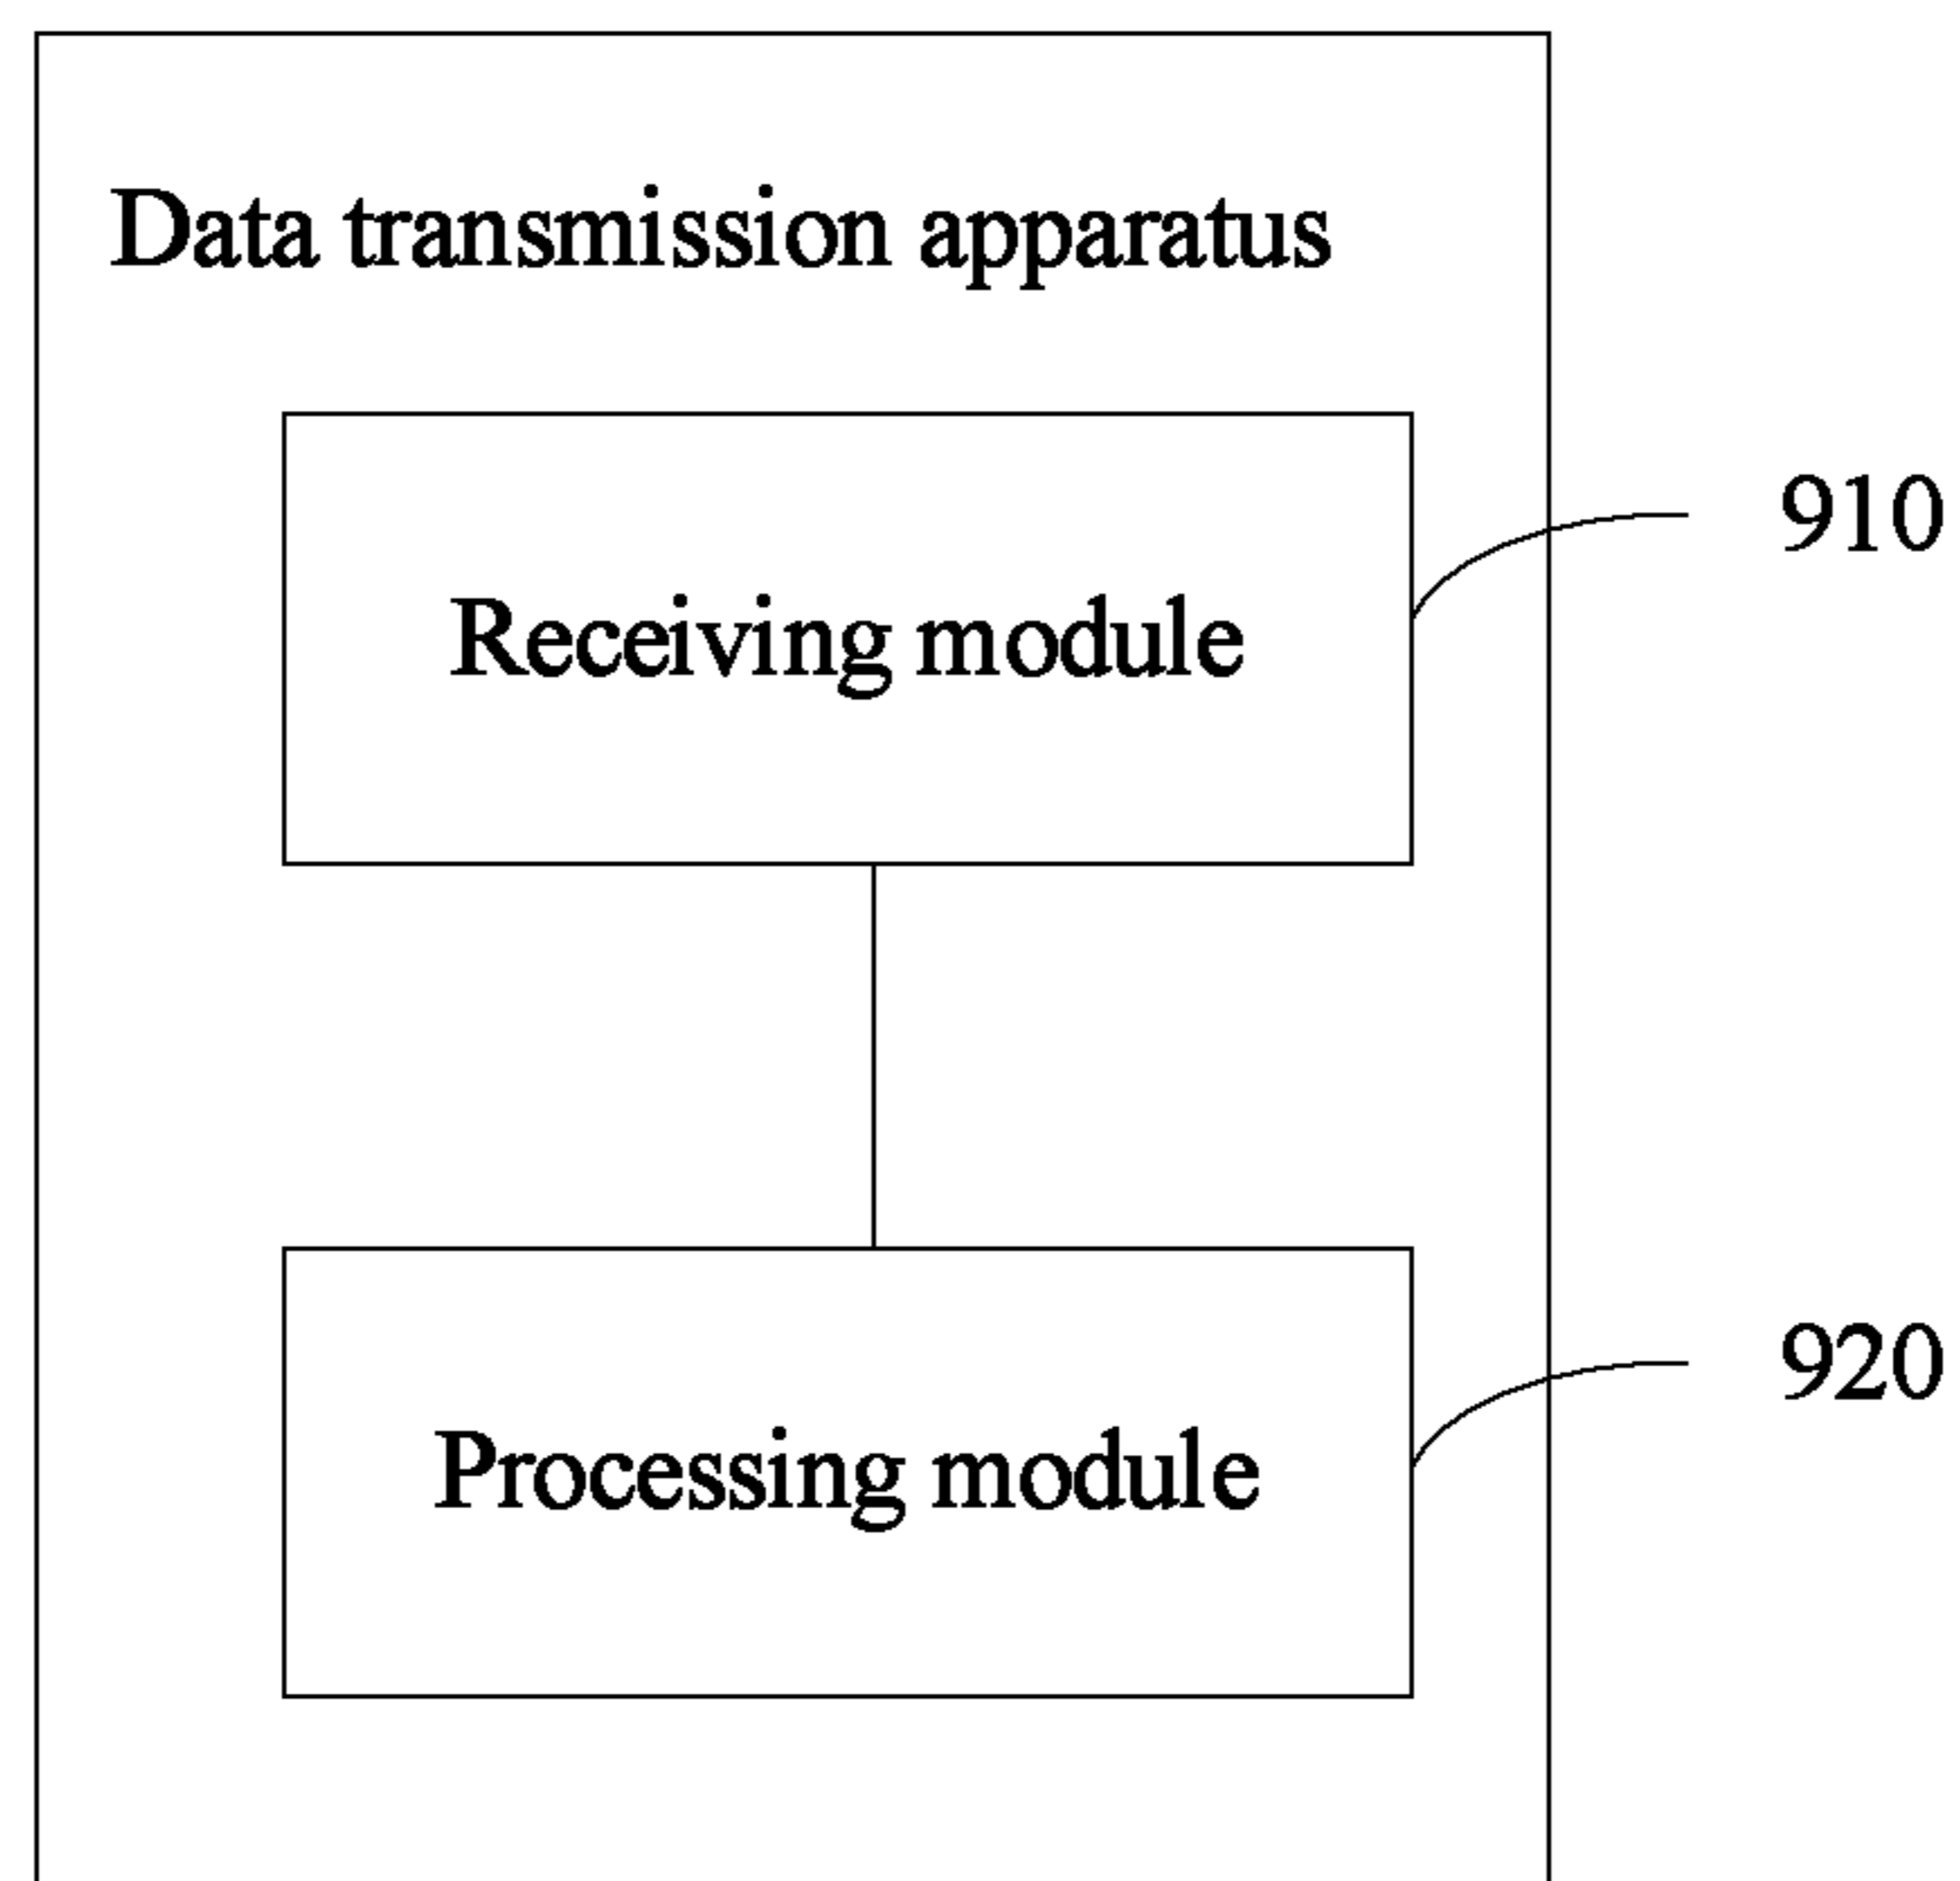 Data transmission apparatus
910
Receiving module
920
Processing module